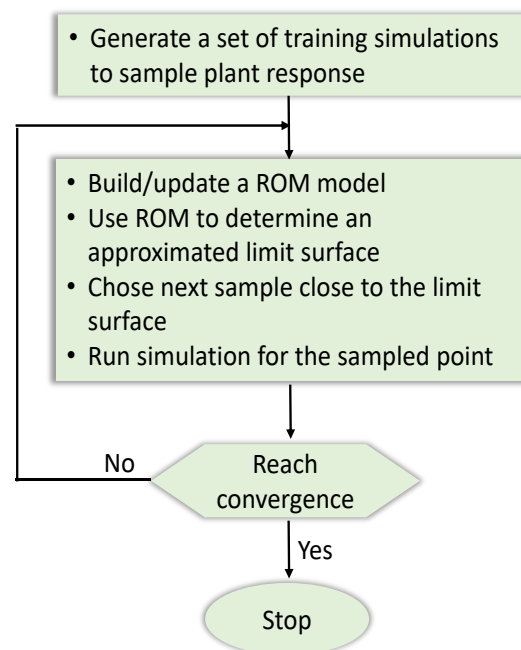 • Generate a set of training simulations
to sample plant response
• Build/update a ROM model
• Use ROM to determine an
approximated limit surface
• Chose next sample close to the limit
surface
• Run simulation for the sampled point
No
Reach
convergence
Yes
Stop